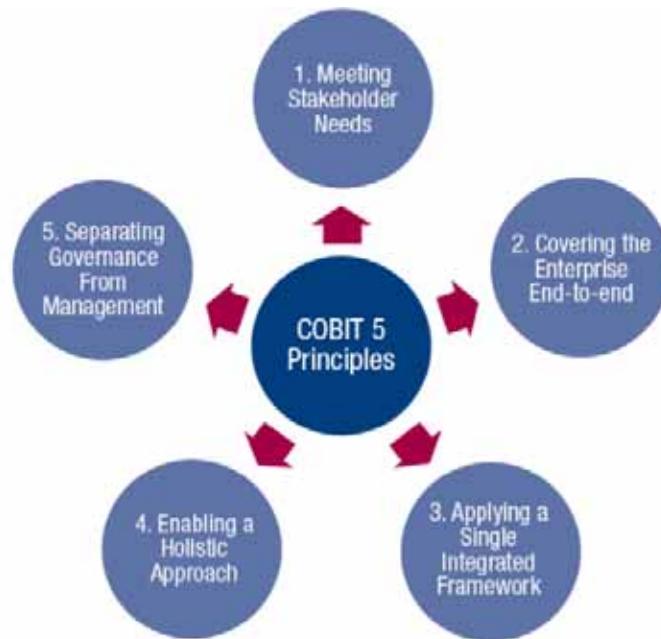 1. Meeting
Stakeholder
Needs
5. Separating
Governance
From
Management
2. Covering the
Enterprise
End-to-end
COBIT 5
Principles
4. Enabling a
Holistic
Approach
3. Applying a
Single
Integrated
Framework